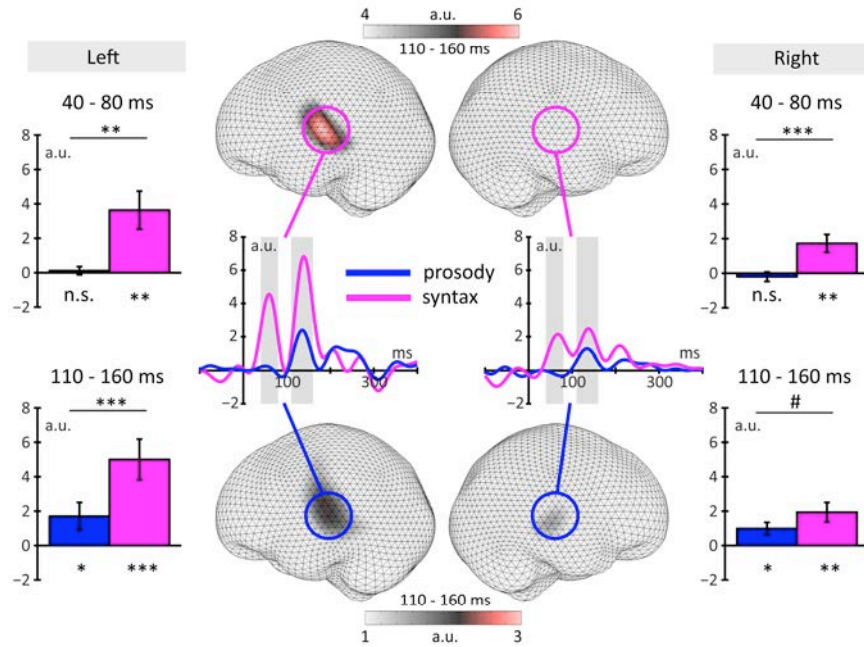 4 a.u. 6
110 - 160 ms
Left
Right
40 - 80 ms
8
a.u.
**
6
4
2
0
−2
n.s. **
40 - 80 ms
8
a.u.
***
6
4
2
0
−2
n.s. **
8
a.u.
6
4
2
−2
100 300
ms
prosody
syntax
8
a.u.
6
4
2
−2
100 300
ms
110 - 160 ms
8
a.u.
***
6
4
2
0
−2
* ***
110 - 160 ms
8
a.u.
#
6
4
2
0
−2
* **
110 - 160 ms
1 a.u. 3